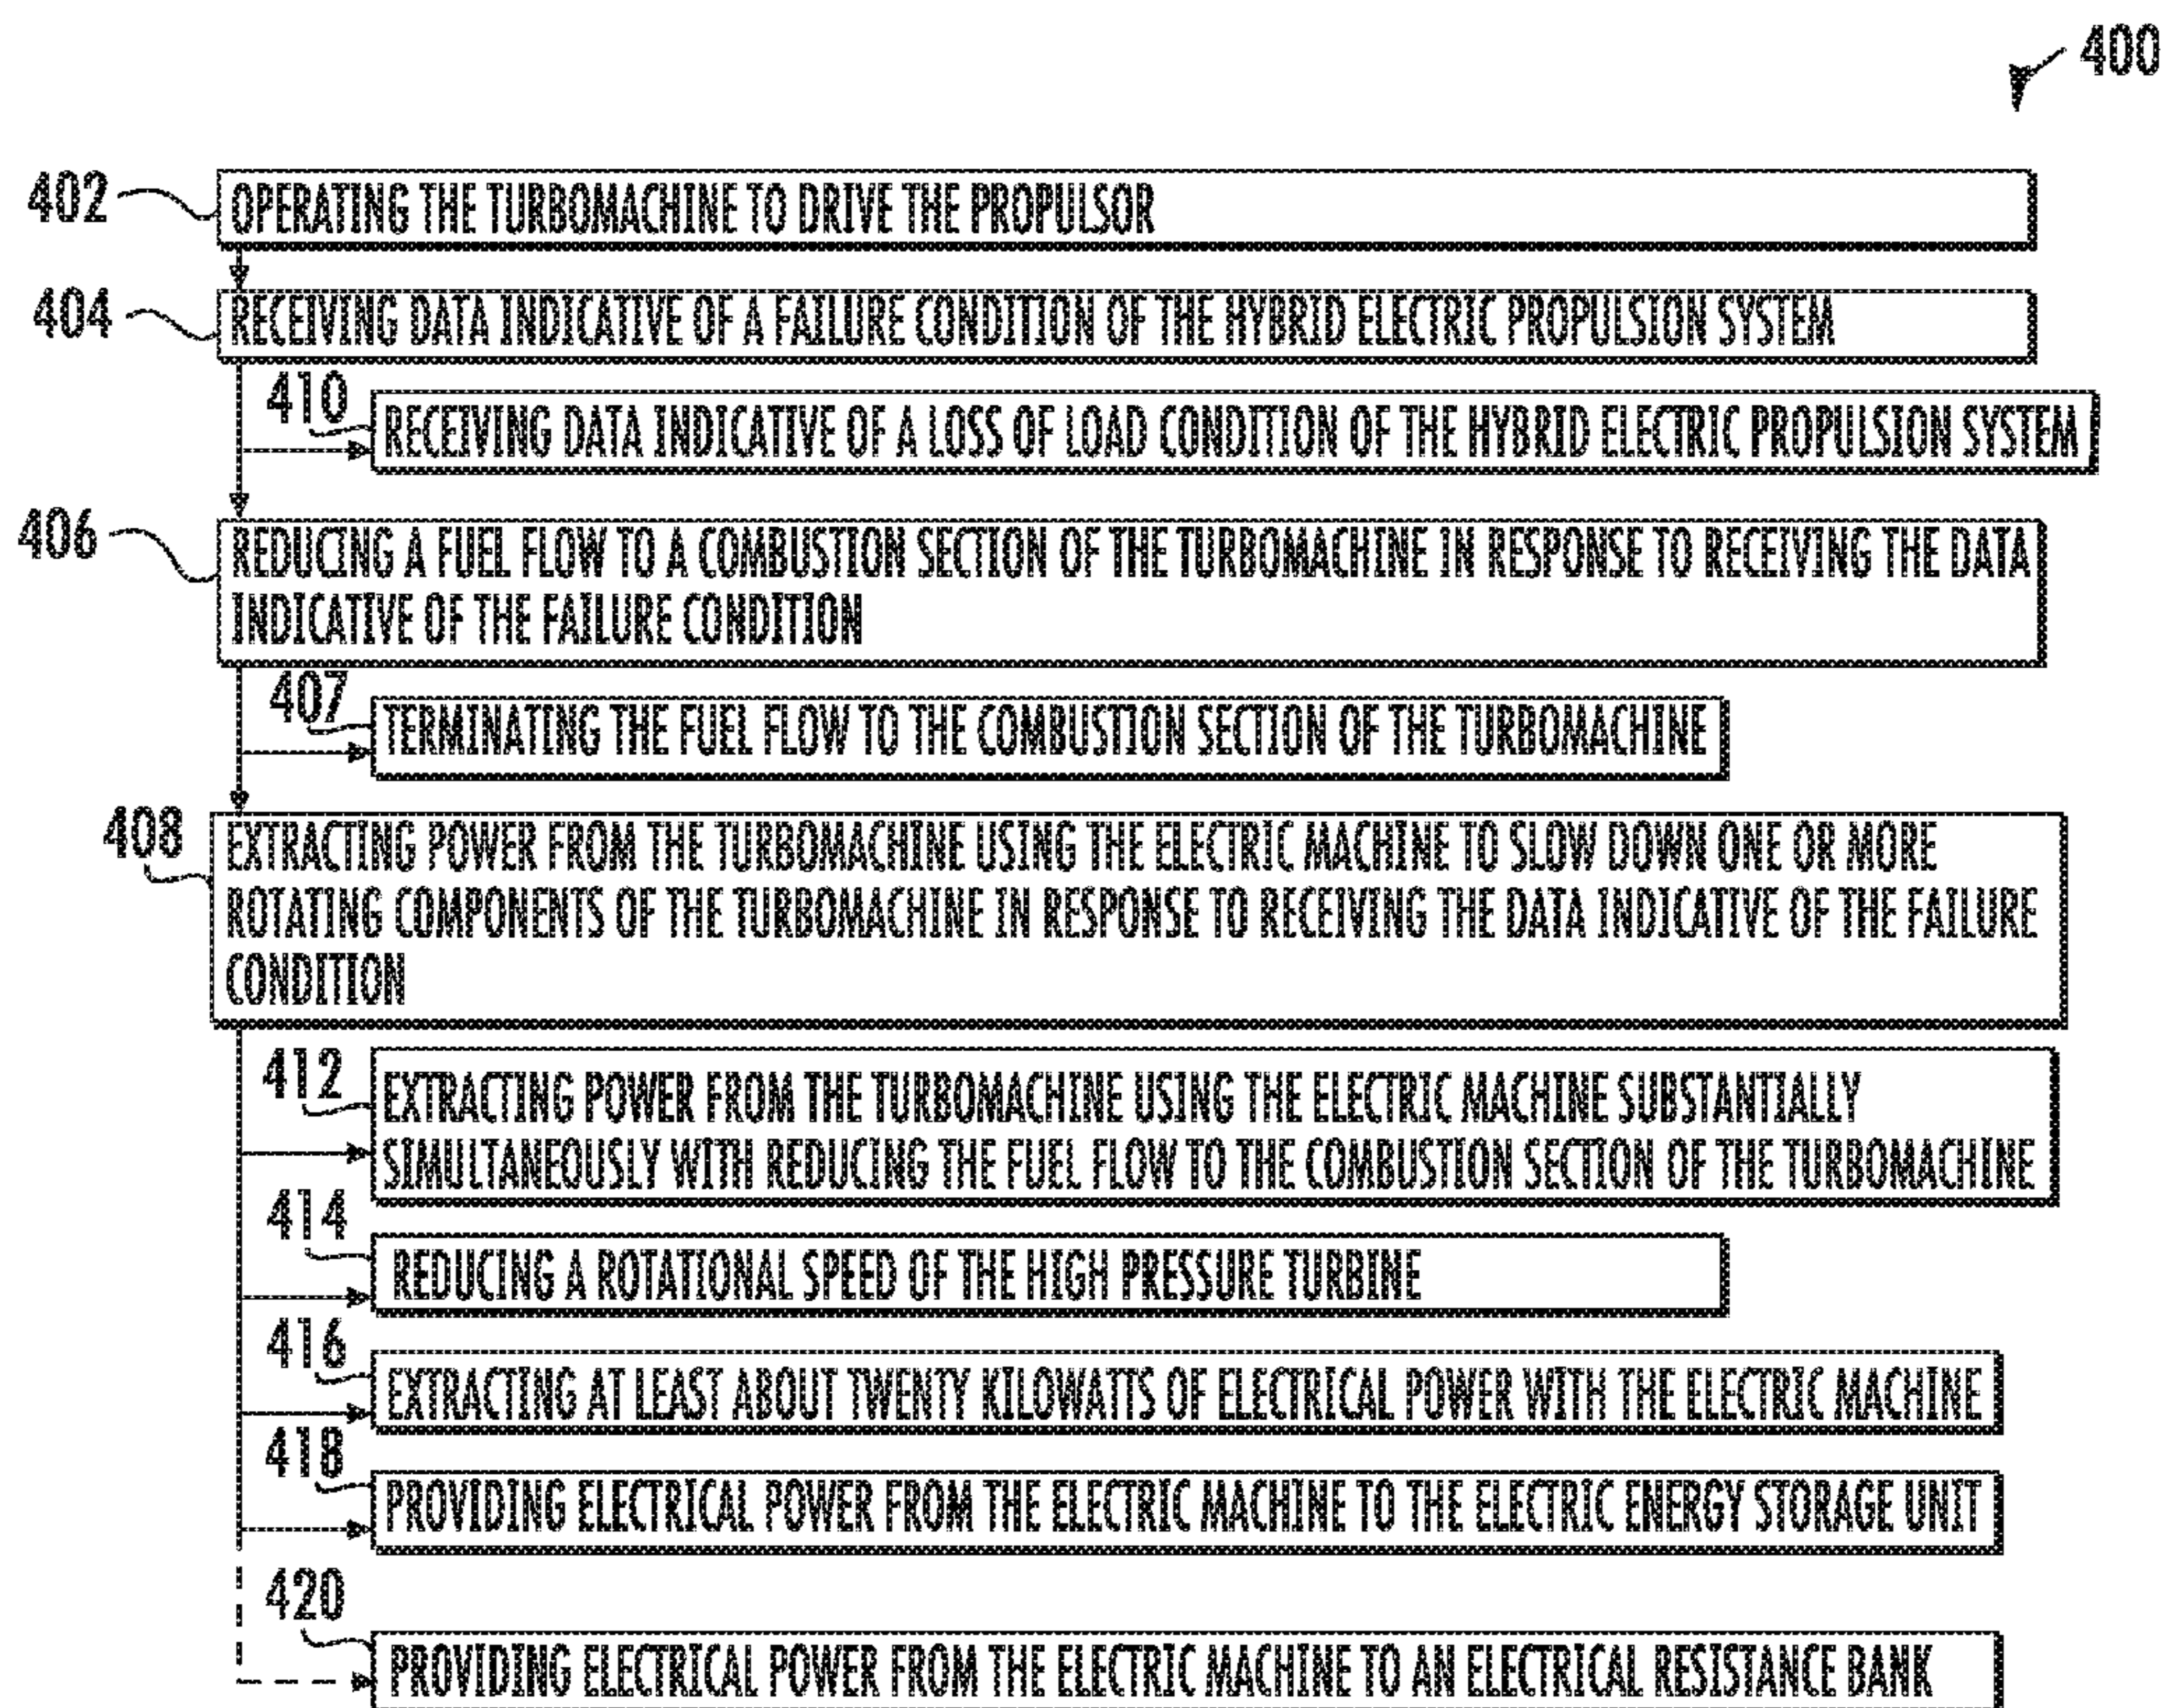 400
402
OPERATING THE TURBOMACHINE TO DRIVE THE PROPULSOR
404
RECEIVING DATA INDICATIVE OF A FAILURE CONDITION OF THE HYBRID ELECTRIC PROPULSION SYSTEM
410
RECEIVING DATA INDICATIVE OF A LOSS OF LOAD CONDITION OF THE HYBRID ELECTRIC PROPULSION SYSTEM
406
REDUCING A FUEL FLOW TO A COMBUSTION SECTION OF THE TURBOMACHINE IN RESPONSE TO RECEIVING THE DATA
INDICATIVE OF THE FAILURE CONDITION
407
TERMINATING THE FUEL FLOW TO THE COMBUSTION SECTION OF THE TURBOMACHINE
408
EXTRACTING POWER FROM THE TURBOMACHINE USING THE ELECTRIC MACHINE TO SLOW DOWN ONE OR MORE
ROTATING COMPONENTS OF THE TURBOMACHINE IN RESPONSE TO RECEIVING THE DATA INDICATIVE OF THE FAILURE
CONDITION
412
EXTRACTING POWER FROM THE TURBOMACHINE USING THE ELECTRIC MACHINE SUBSTANTIALLY
SIMULTANEOUSLY WITH REDUCING THE FUEL FLOW TO THE COMBUSTION SECTION OF THE TURBOMACHINE
414
REDUCING A ROTATIONAL SPEED OF THE HIGH PRESSURE TURBINE
416
EXTRACTING AT LEAST ABOUT TWENTY KILOWATTS OF ELECTRICAL POWER WITH THE ELECTRIC MACHINE
418
PROVIDING ELECTRICAL POWER FROM THE ELECTRIC MACHINE TO THE ELECTRIC ENERGY STORAGE UNIT
420
PROVIDING ELECTRICAL POWER FROM THE ELECTRIC MACHINE TO AN ELECTRICAL RESISTANCE BANK